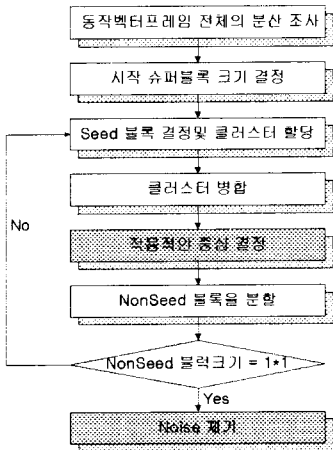 동작벡터프레임 전체의 분산 조사
시작 슈퍼블록 크기 결정
Seed 블록 결정및 클러스터 할당
No
클러스터 병합
적응적인 중심 결정
NonSeed 블록을 분할
NonSeed 블럭크기 = 1*1
Yes
Noise 제거